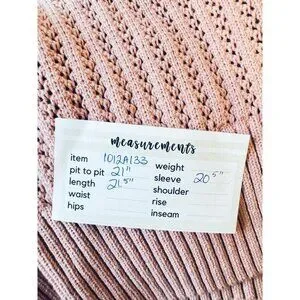 measurements
item 1012A133 weight
pit to pit 21" sleeve 20.5"
length 21.5" shoulder
waist rise
hips inseam